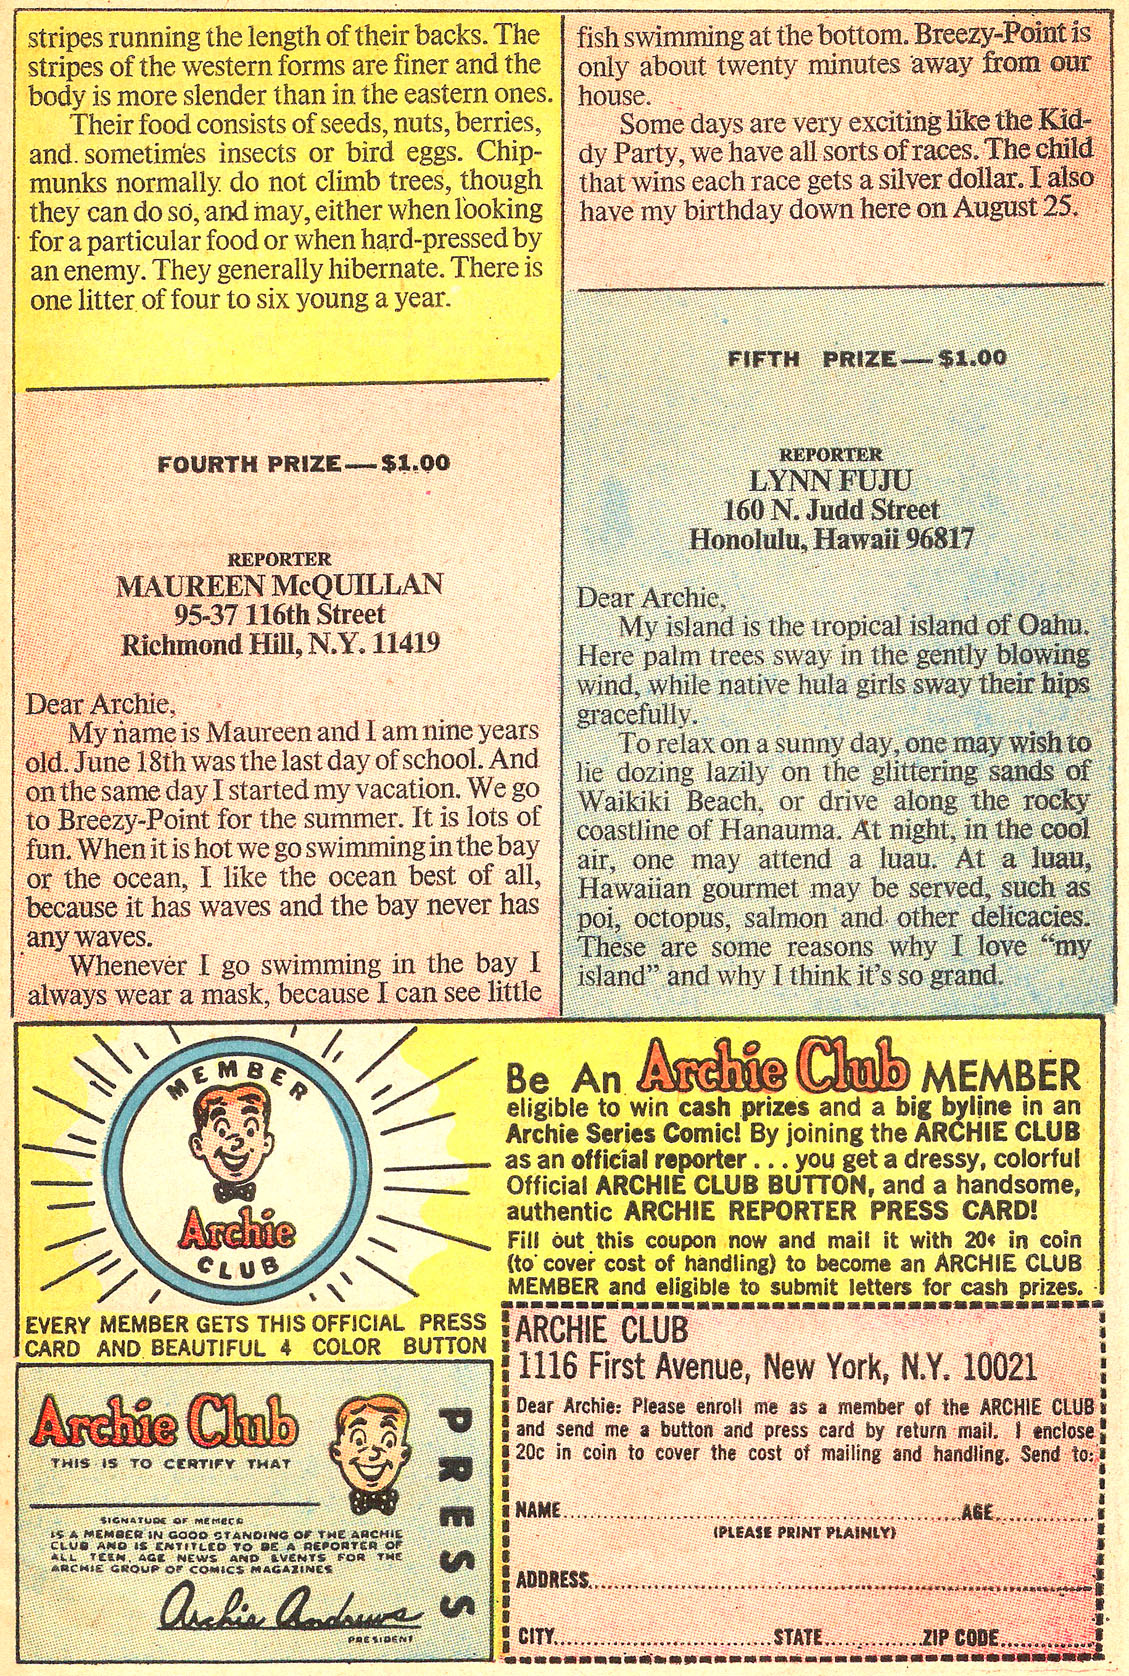 stripes running the length of their backs. The
stripes of the western forms are finer and the
body is more slender than in the eastern ones.
Their food consists of seeds, nuts, berries,
and sometimes insects or bird eggs. Chip-
munks normally do not climb trees, though
they can do so, and may, either when looking
for a particular food or when hard-pressed by
an enemy. They generally hibernate. There is
one litter of four to six young a year.
FOURTH PRIZE—$1.00
REPORTER
MAUREEN McQUILLAN
95-37 116th Street
Richmond Hill, N.Y. 11419
Dear Archie,
My name is Maureen and I am nine years
old. June 18th was the last day of school. And
on the same day I started my vacation. We go
to Breezy-Point for the summer. It is lots of
fun. When it is hot we go swimming in the bay
or the ocean, I like the ocean best of all,
because it has waves and the bay never has
any waves.
Whenever I go swimming in the bay I
always wear a mask, because I can see little
fish swimming at the bottom. Breezy-Point is
only about twenty minutes away from our
house.
Some days are very exciting like the Kid-
dy Party, we have all sorts of races. The child
that wins each race gets a silver dollar. I also
have my birthday down here on August 25.
FIFTH PRIZE—$1.00
REPORTER
LYNN FUJU
160 N. Judd Street
Honolulu, Hawaii 96817
Dear Archie,
My island is the tropical island of Oahu.
Here palm trees sway in the gently blowing
wind, while native hula girls sway their hips
gracefully.
To relax on a sunny day, one may wish to
lie dozing lazily on the glittering sands of
Waikiki Beach, or drive along the rocky
coastline of Hanauma. At night, in the cool
air, one may attend a luau. At a luau,
Hawaiian gourmet may be served, such as
poi, octopus, salmon and other delicacies.
These are some reasons why I love “my
island” and why I think it's so grand.
MEMBER
Archie
CLUB
EVERY MEMBER GETS THIS OFFICIAL PRESS
CARD AND BEAUTIFUL 4 COLOR BUTTON
Archie Club
THIS IS TO CERTIFY THAT
SIGNATURE OF MEMBER
IS A MEMBER IN GOOD STANDING OF THE ARCHIE
CLUB AND IS ENTITLED TO BE A REPORTER OF
ALL TEEN AGE NEWS AND EVENTS FOR THE
ARCHIE GROUP OF COMICS MAGAZINES
Archie Andrews
PRESIDENT
PRESS
Be An Archie Club MEMBER
eligible to win cash prizes and a big byline in an
Archie Series Comic! By joining the ARCHIE CLUB
as an official reporter . . . you get a dressy, colorful
Official ARCHIE CLUB BUTTON, and a handsome,
authentic ARCHIE REPORTER PRESS CARD!
Fill out this coupon now and mail it with 20¢ in coin
(to cover cost of handling) to become an ARCHIE CLUB
MEMBER and eligible to submit letters for cash prizes.
ARCHIE CLUB
1116 First Avenue, New York, N.Y. 10021
Dear Archie: Please enroll me as a member of the ARCHIE CLUB
and send me a button and press card by return mail. I enclose
20c in coin to cover the cost of mailing and handling. Send to:
NAME AGE
(PLEASE PRINT PLAINLY)
ADDRESS
CITY STATE ZIP CODE